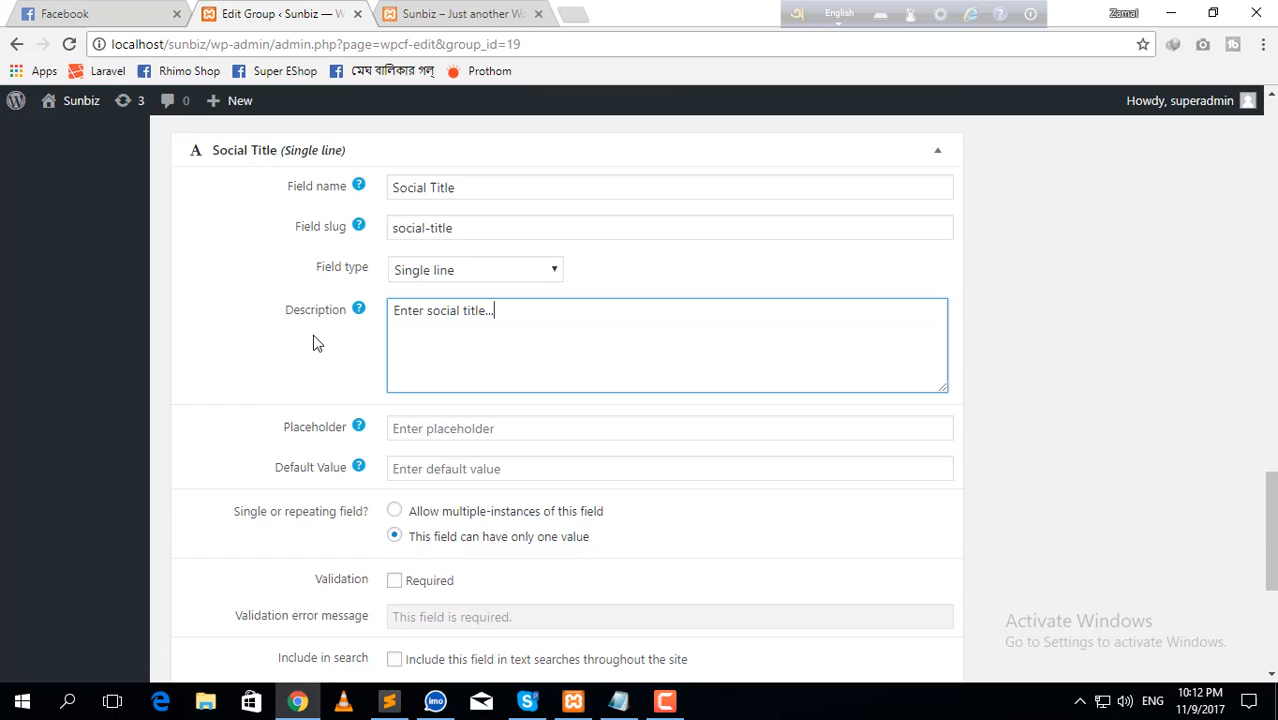 Facebook
Edit Group ‹ Sunbiz — W
Sunbiz – Just another Wo
English
Zamal
localhost/sunbiz/wp-admin/admin.php?page=wpcf-edit&group_id=19
Apps
Laravel
Rhimo Shop
Super EShop
মেঘ বালিকার গল্
Prothom
Sunbiz
3
0
New
Howdy, superadmin
A Social Title (Single line)
Field name
Social Title
Field slug
social-title
Field type
Single line
Description
Enter social title...
Placeholder
Enter placeholder
Default Value
Enter default value
Single or repeating field?
Allow multiple-instances of this field
This field can have only one value
Validation
Required
Validation error message
This field is required.
Include in search
Include this field in text searches throughout the site
Activate Windows
Go to Settings to activate Windows.
imo
ENG
10:12 PM
11/9/2017